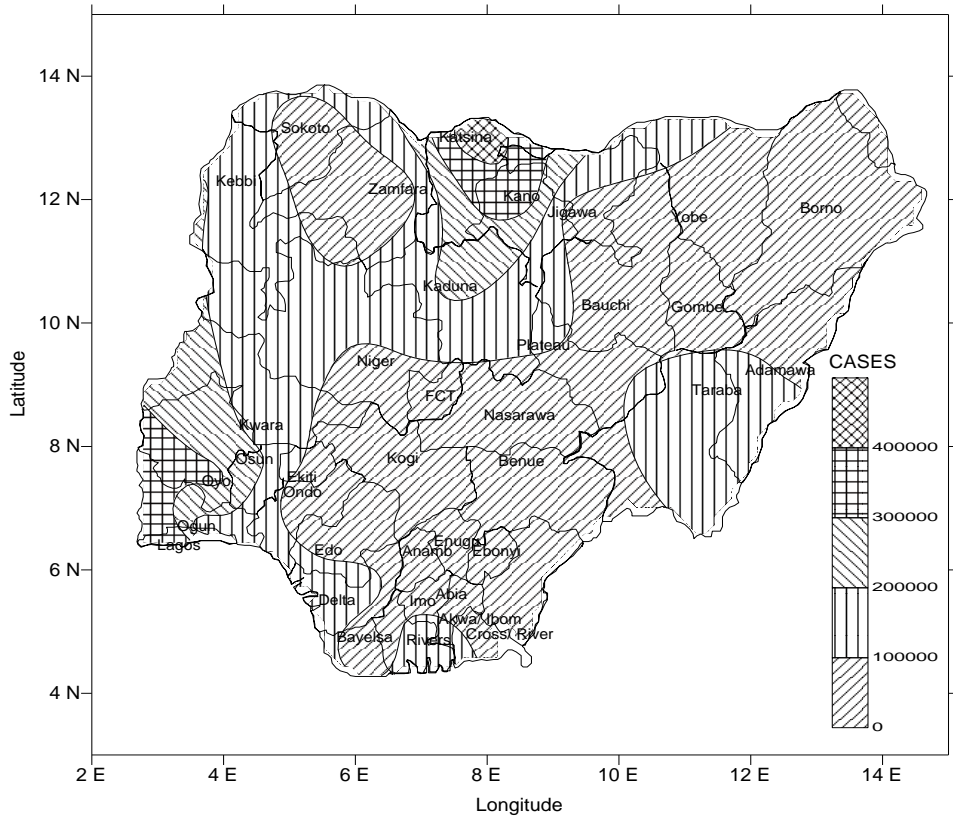 14 N
Sokoto
Katsina
Kebbi
Zamfara
Kano
12 N
Jigawa
Yobe
Borno
Kaduna
Bauchi
Gombe
10 N
Plateau
Niger
FCT
Taraba
Adamawa
CASES
Nasarawa
Kwara
400000
8 N
Osun
Kogi
Benue
Oyo
Ekiti
Ondo
300000
Ogun
Lagos
Edo
Anamb
Enugu
Ebonyi
200000
6 N
Delta
Imo
Abia
Akwa/ Ibom
Bayelsa
Rivers
Cross/ River
100000
0
4 N
Latitude
2 E
4 E
6 E
8 E
10 E
12 E
14 E
Longitude